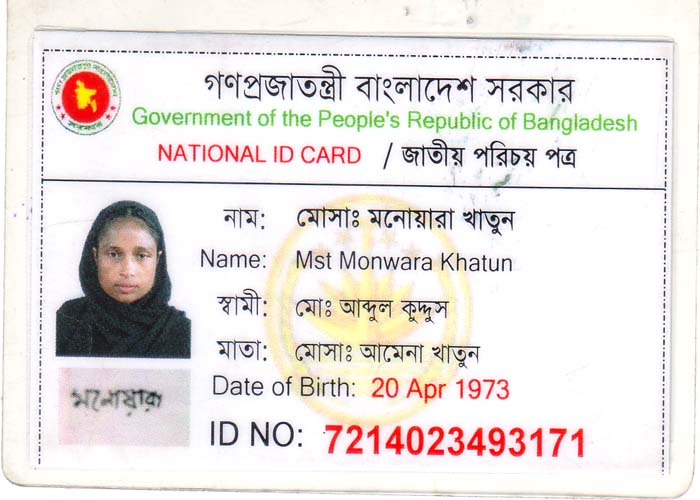 গণপ্রজাতন্ত্রী বাংলাদেশ সরকার
Government of the People's Republic of Bangladesh
NATIONAL ID CARD / জাতীয় পরিচয় পত্র
নাম: মোসাঃ মনোয়ারা খাতুন
Name: Mst Monwara Khatun
স্বামী: মোঃ আব্দুল কুদ্দুস
মাতা: মোসাঃ আমেনা খাতুন
Date of Birth: 20 Apr 1973
মনোয়ারা
ID NO: 7214023493171